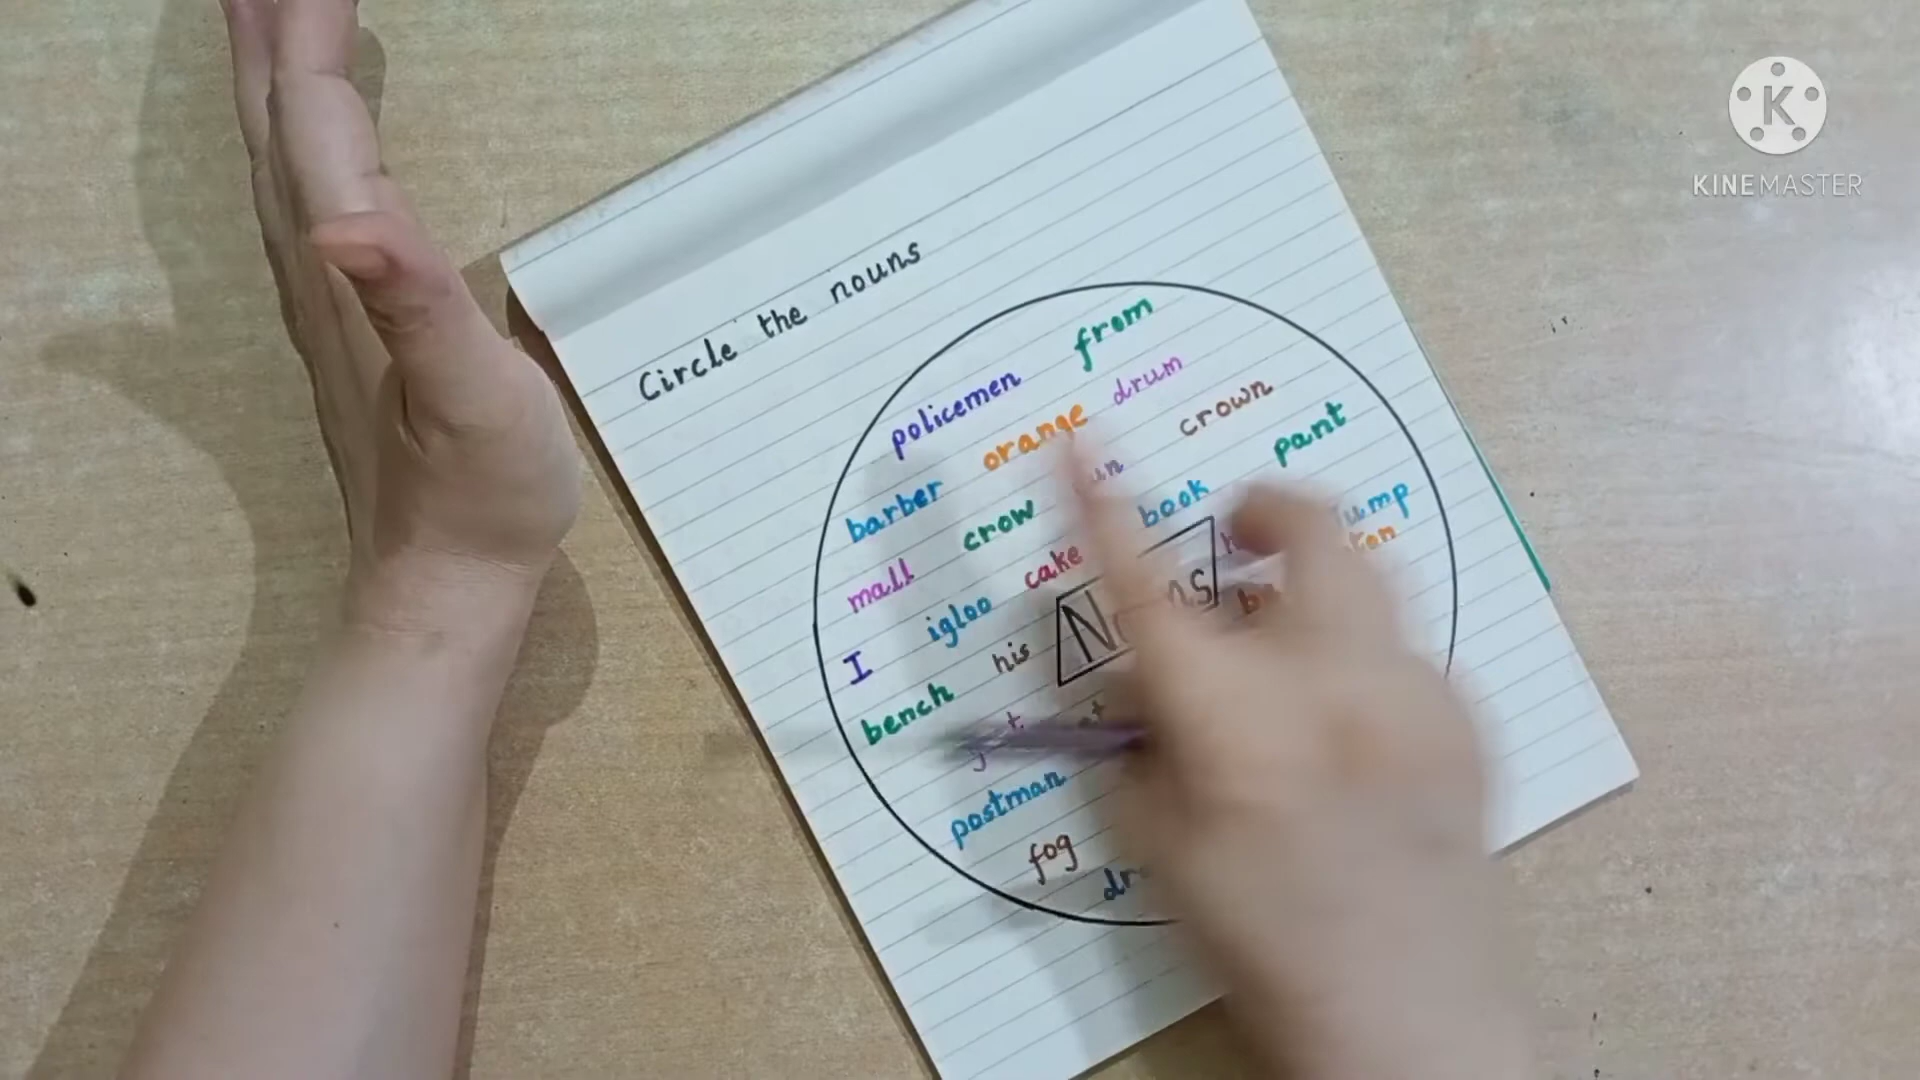 Circle the nouns
policemen from
barber orange drum
mall crow crown
igloo cake book pant
I his
bench
postman
fog
KINEMASTER